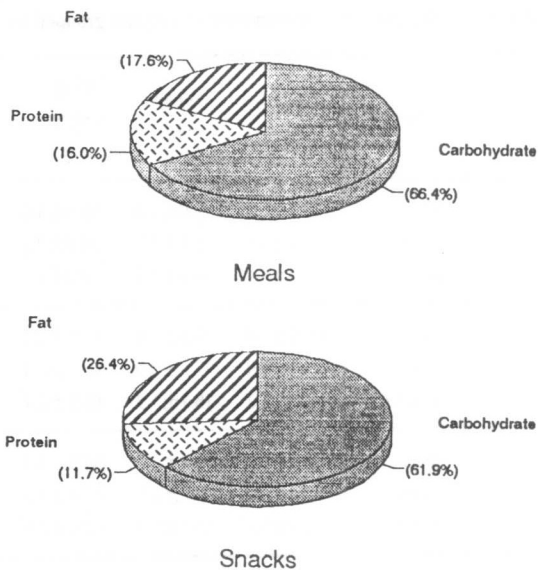 Fat
(17.6%)
Protein
(16.0%)
Carbohydrate
(66.4%)
Meals
Fat
(26.4%)
Protein
(11.7%)
Carbohydrate
(61.9%)
Snacks